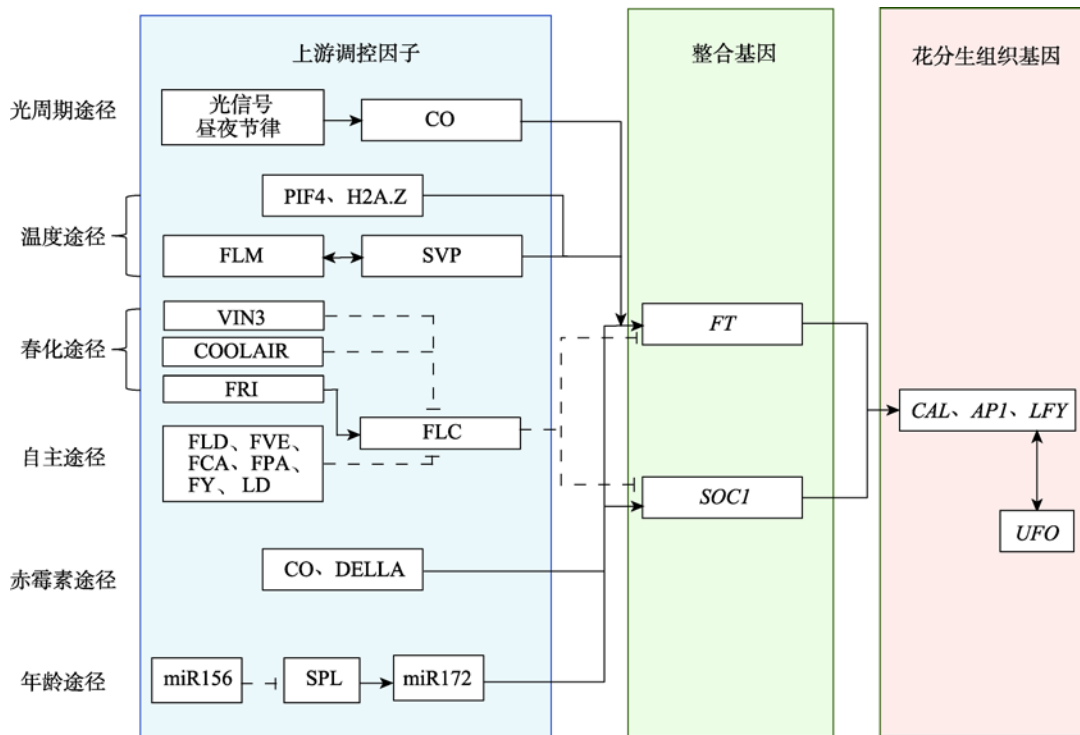 上游调控因子
整合基因
花分生组织基因
光周期途径
光信号
昼夜节律
CO
PIF4、H2A.Z
温度途径
FLM
SVP
VIN3
春化途径
COOLAIR
FRI
FT
CAL、AP1、LFY
FLC
自主途径
FLD、FVE、
FCA、FPA、
FY、LD
SOC1
UFO
赤霉素途径
CO、DELLA
年龄途径
miR156
SPL
miR172